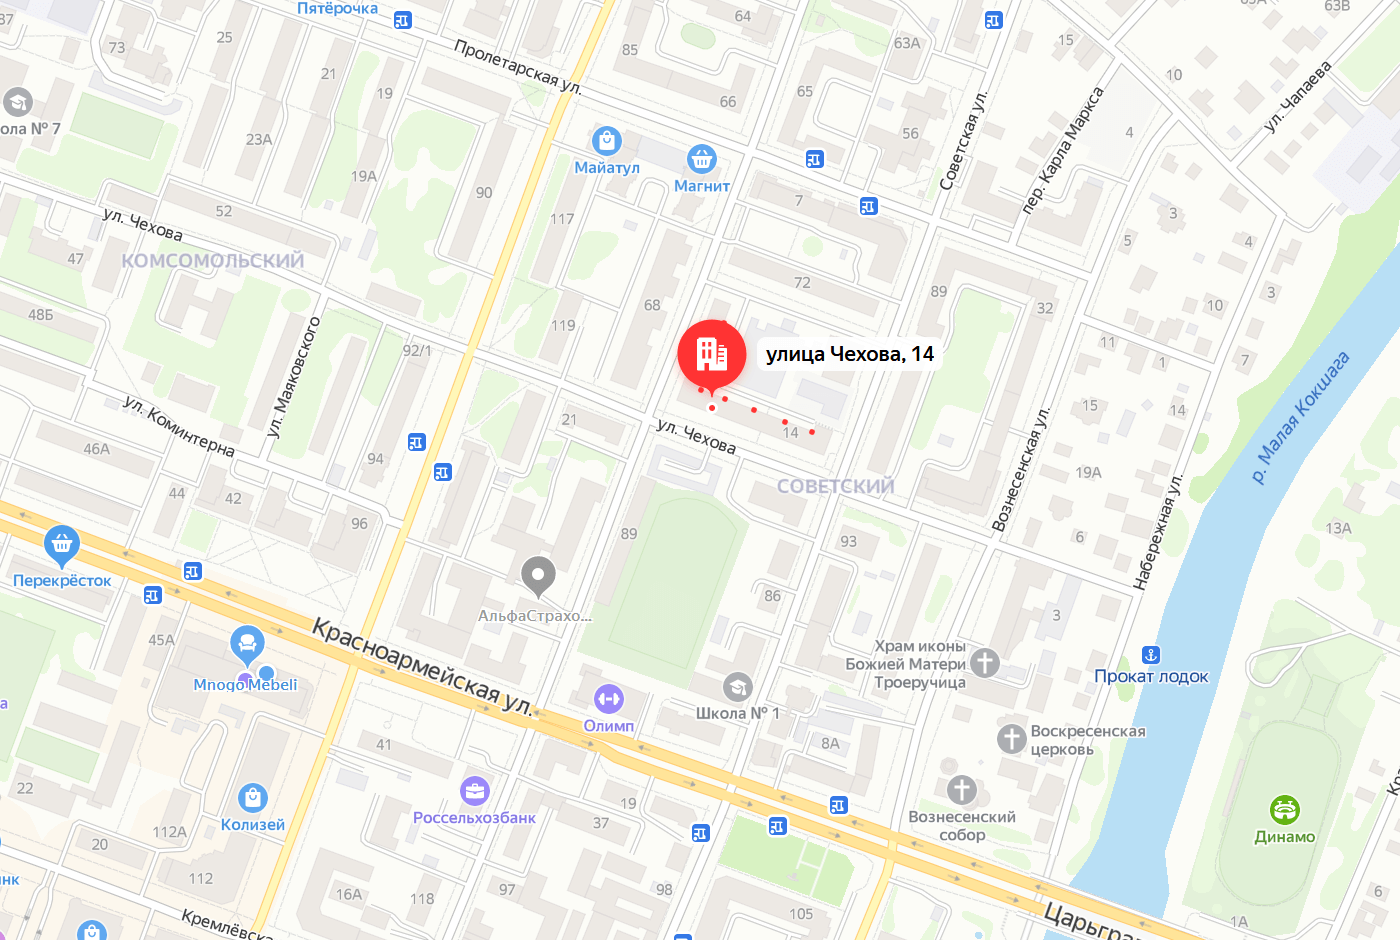 Пятёрочка
64
63А
63В
73
25
85
15
Пролетарская ул.
21
10
ул. Чапаева
19
66
65
ола № 7
23А
56
4
Советская ул.
пер. Карла Маркса
Майатул
Магнит
19А
90
7
52
117
3
ул. Чехова
5
4
КОМСОМОЛЬСКИЙ
47
72
89
3
48Б
68
32
10
119
ул. Маяковского
92/1
улица Чехова, 14
11
1
7
р. Малая Кокшага
ул. Коминтерна
21
ул. Чехова
14
15
14
46А
94
Вознесенская ул.
19А
СОВЕТСКИЙ
44
42
96
89
93
6
Набережная ул.
13А
Перекрёсток
86
3
АльфаСтрахо...
45А
Красноармейская ул.
Храм иконы
Божией Матери
Троеручица
Прокат лодок
Mnogo Mebeli
а
Олимп
Школа № 1
Воскресенская
церковь
41
8А
22
Россельхозбанк
19
37
Вознесенский
собор
Колизей
112А
20
Динамо
нк
112
16А
118
97
98
105
6
1А
Кремлёвска
Царьгра
Кра